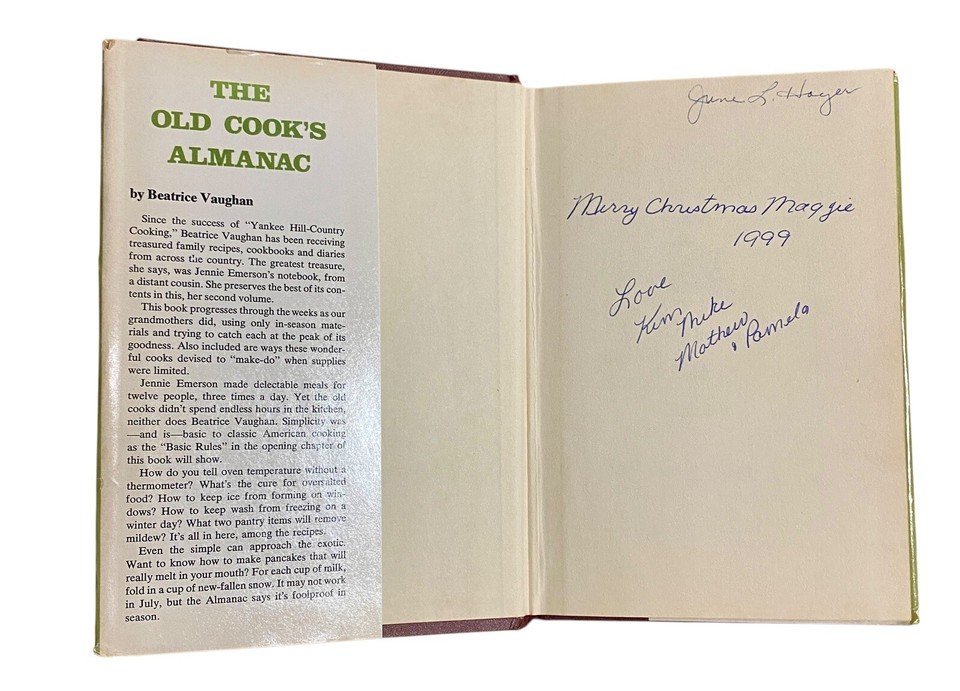 THE
OLD COOK'S
ALMANAC
by Beatrice Vaughan
Since the success of "Yankee Hill-Country
Cooking," Beatrice Vaughan has been receiving
treasured family recipes, cookbooks and diaries
from across the country. The greatest treasure,
she says, was Jennie Emerson's notebook, from
a distant cousin. She preserves the best of its con-
tents in this, her second volume.
This book progresses through the weeks as our
grandmothers did, using only in-season mate-
rials and trying to catch each at the peak of its
goodness. Also included are ways these wonder-
ful cooks devised to "make-do" when supplies
were limited.
Jennie Emerson made delectable meals for
twelve people, three times a day. Yet the old
cooks didn't spend endless hours in the kitchen,
neither does Beatrice Vaughan. Simplicity was
—and is—basic to classic American cooking
as the "Basic Rules" in the opening chapter of
this book will show.
How do you tell oven temperature without a
thermometer? What's the cure for oversalted
food? How to keep ice from forming on win-
dows? How to keep wash from freezing on a
winter day? What two pantry items will remove
mildew? It's all in here, among the recipes.
Even the simple can approach the exotic.
Want to know how to make pancakes that will
really melt in your mouth? For each cup of milk,
fold in a cup of new-fallen snow. It may not work
in July, but the Almanac says it's foolproof in
season.
June L. Hoyer
Merry Christmas Maggie
1999
Love
Kim Mike
Mathew
& Pamela